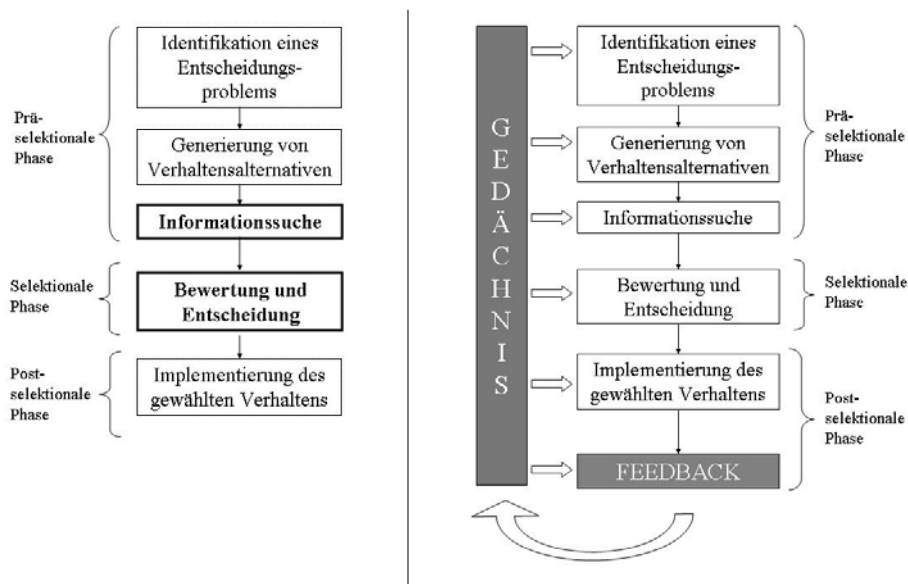 Identifikation eines
Entscheidungs-
problems
Prä-
selektionale
Phase
Generierung von
Verhaltensalternativen
Informationssuche
Selektionale
Phase
Bewertung und
Entscheidung
Post-
selektionale
Phase
Implementierung des
gewählten Verhaltens
GEDÄCHNIS
Identifikation eines
Entscheidungs-
problems
Generierung von
Verhaltensalternativen
Prä-
selektionale
Phase
Informationssuche
Bewertung und
Entscheidung
Selektionale
Phase
Implementierung des
gewählten Verhaltens
Post-
selektionale
Phase
FEEDBACK